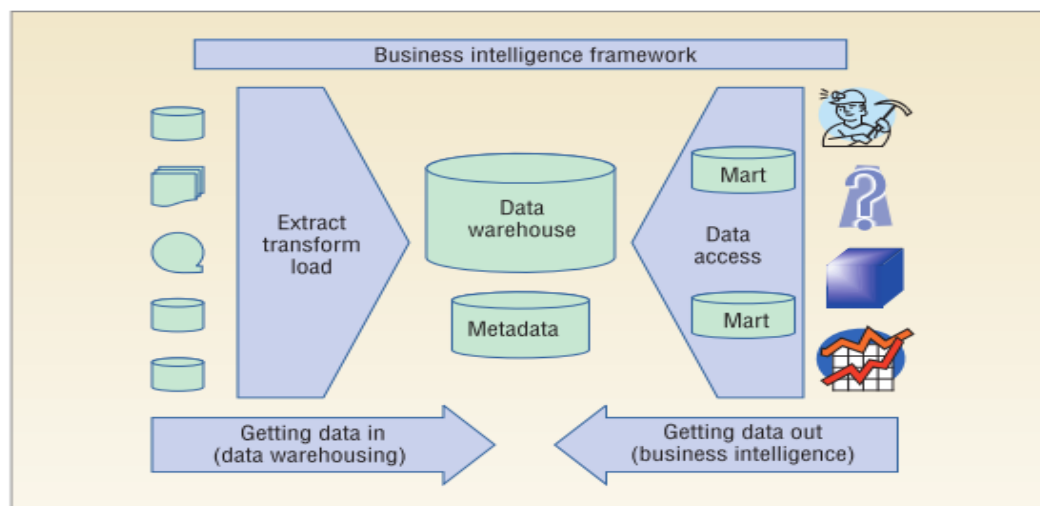 Business intelligence framework
Extract
transform
load
Data
warehouse
Metadata
Mart
Data
access
Mart
?
Getting data in
(data warehousing)
Getting data out
(business intelligence)